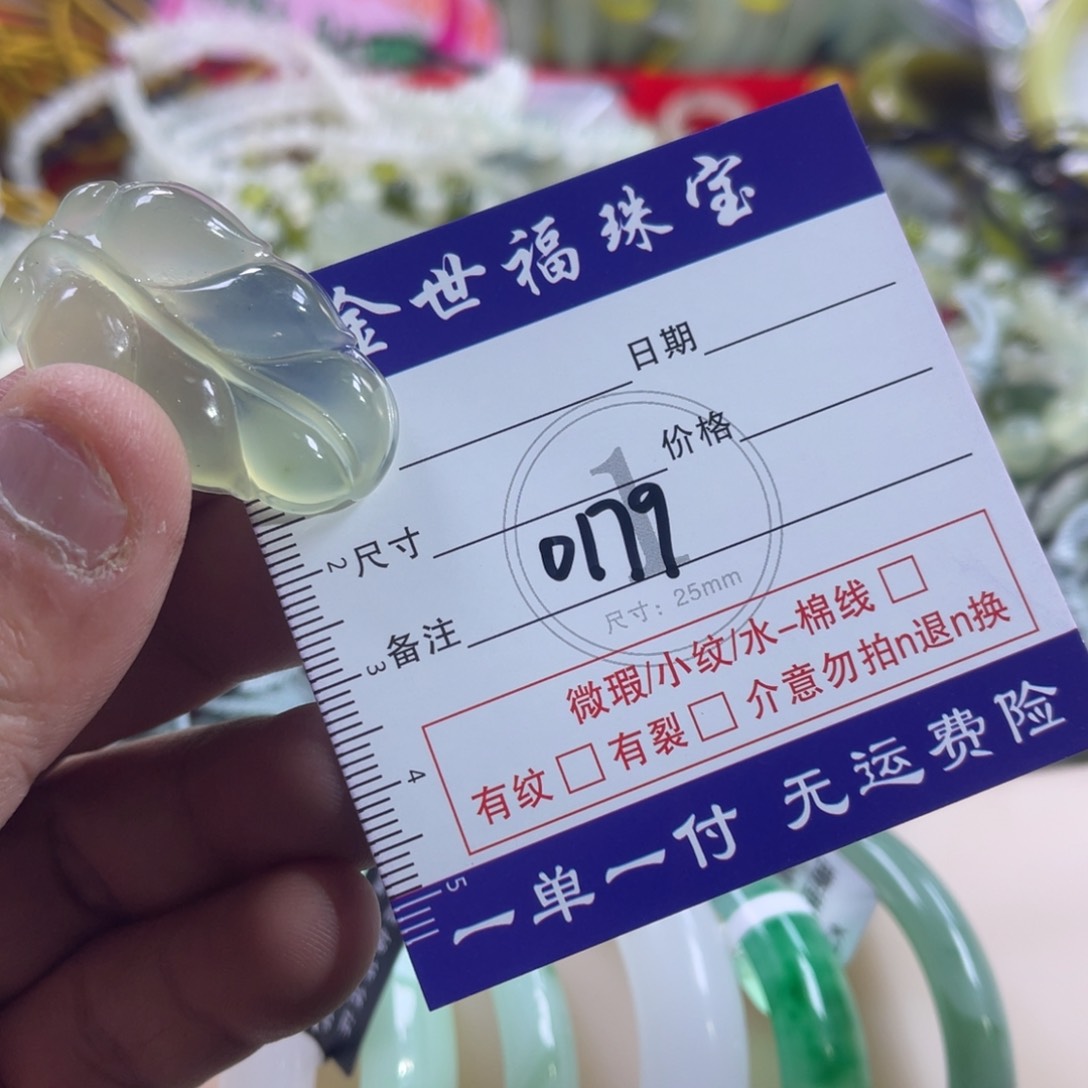 金世福珠宝
日期
价格
1
2 尺寸
0179
尺寸：25mm
3 备注
微瑕/小纹/水-棉线 □
有纹 □ 有裂 □ 介意勿拍n退n换
4
5
一单一付 无运费险